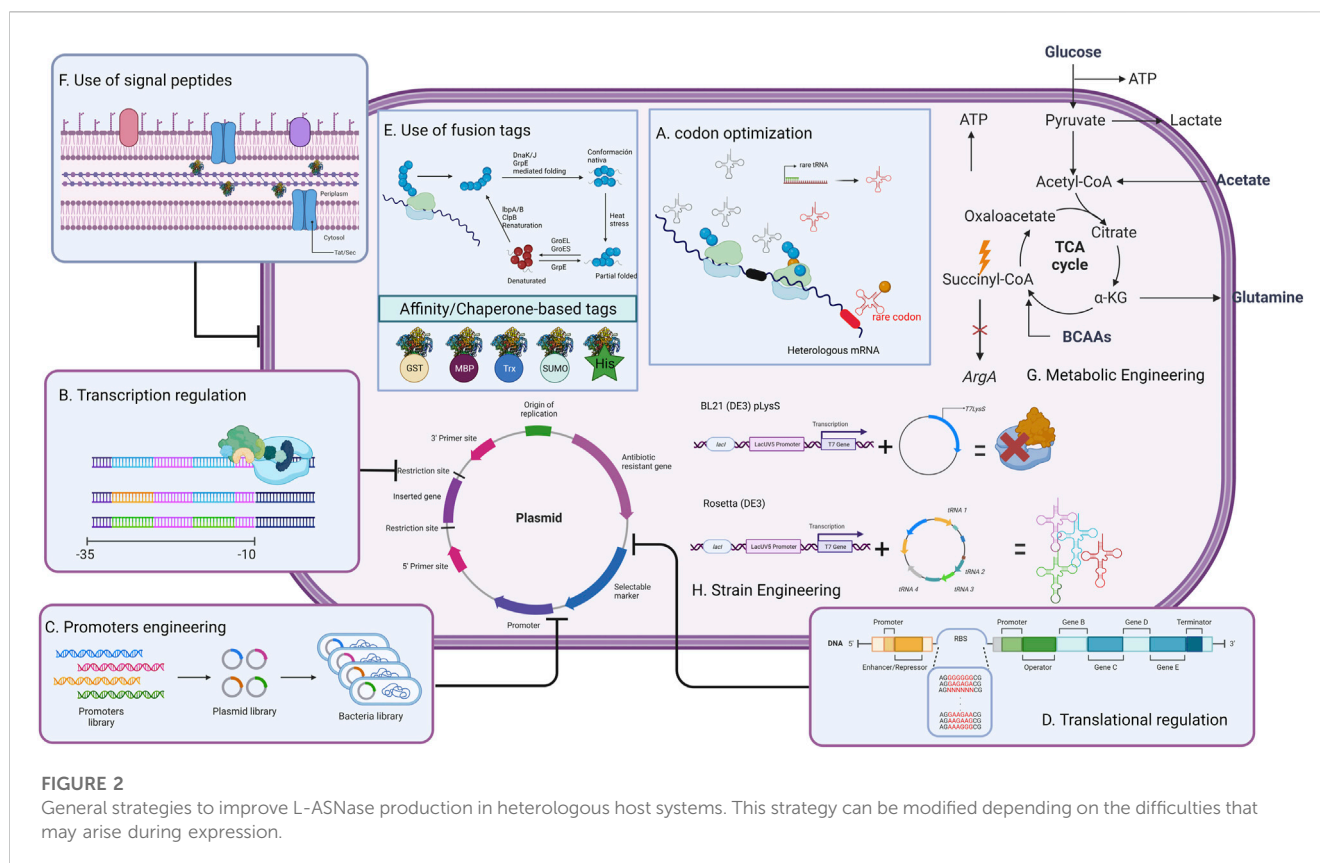 F. Use of signal peptides
Periplasm
Cytosol
Tat/Sec
E. Use of fusion tags
DnaK/J
GrpE
mediated folding
Conformación
nativa
IbpA/B
ClpB
Renaturation
Heat
stress
GroEL
GroES
GrpE
Denaturated
Partial folded
Affinity/Chaperone-based tags
GST
MBP
Trx
SUMO
His
A. codon optimization
rare tRNA
rare codon
Heterologous mRNA
Glucose
ATP
ATP
Pyruvate
Lactate
Acetyl-CoA
Acetate
Oxaloacetate
Citrate
TCA
cycle
Succinyl-CoA
α-KG
Glutamine
BCAAs
ArgA
G. Metabolic Engineering
B. Transcription regulation
-35
-10
Origin of
replication
3' Primer site
Antibiotic
resistant gene
Restriction site
Inserted gene
Plasmid
Restriction site
5' Primer site
Selectable
marker
Promoter
BL21 (DE3) pLysS
Transcription
lacI
LacUV5 Promoter
T7 Gene
+
T7LysS
=
Rosetta (DE3)
Transcription
lacI
LacUV5 Promoter
T7 Gene
+
tRNA 1
tRNA 2
tRNA 3
tRNA 4
=
H. Strain Engineering
C. Promoters engineering
Promoters
library
Plasmid library
Bacteria library
Promoter
RBS
Promoter
Gene B
Gene D
Terminator
DNA 5'
3'
Enhancer/Repressor
Operator
Gene C
Gene E
AGGGGGGCG
AGGAGAGACG
AGNNNNNNCG
.
.
.
AGGAAGAACG
AGAAGAAGCG
AGAAAGGGCG
D. Translational regulation
FIGURE 2
General strategies to improve L-ASNase production in heterologous host systems. This strategy can be modified depending on the difficulties that
may arise during expression.